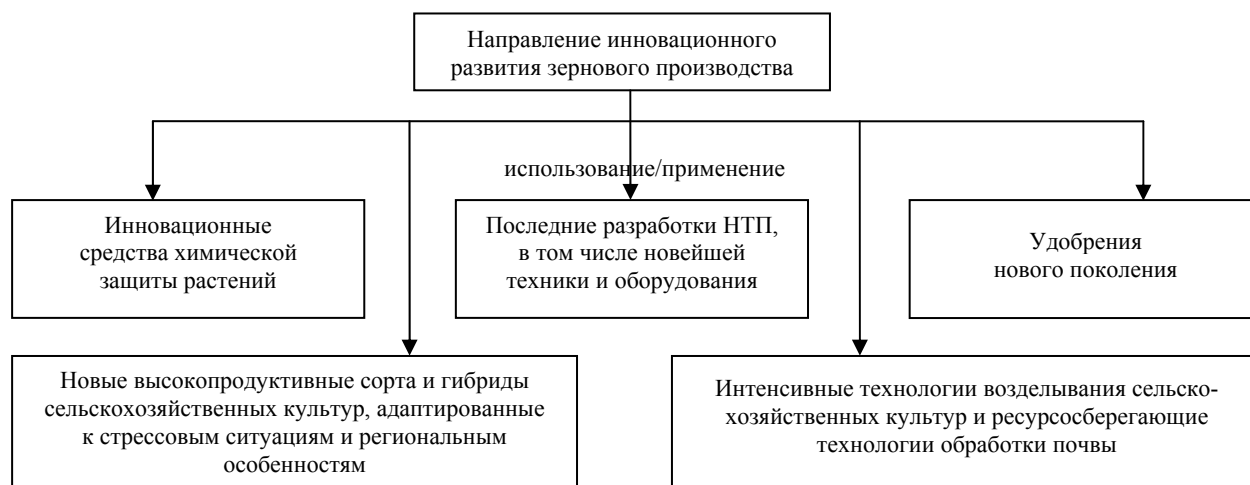 Направление инновационного
развития зернового производства
использование/применение
Инновационные
средства химической
защиты растений
Последние разработки НТП,
в том числе новейшей
техники и оборудования
Удобрения
нового поколения
Новые высокопродуктивные сорта и гибриды
сельскохозяйственных культур, адаптированные
к стрессовым ситуациям и региональным
особенностям
Интенсивные технологии возделывания сельско-
хозяйственных культур и ресурсосберегающие
технологии обработки почвы